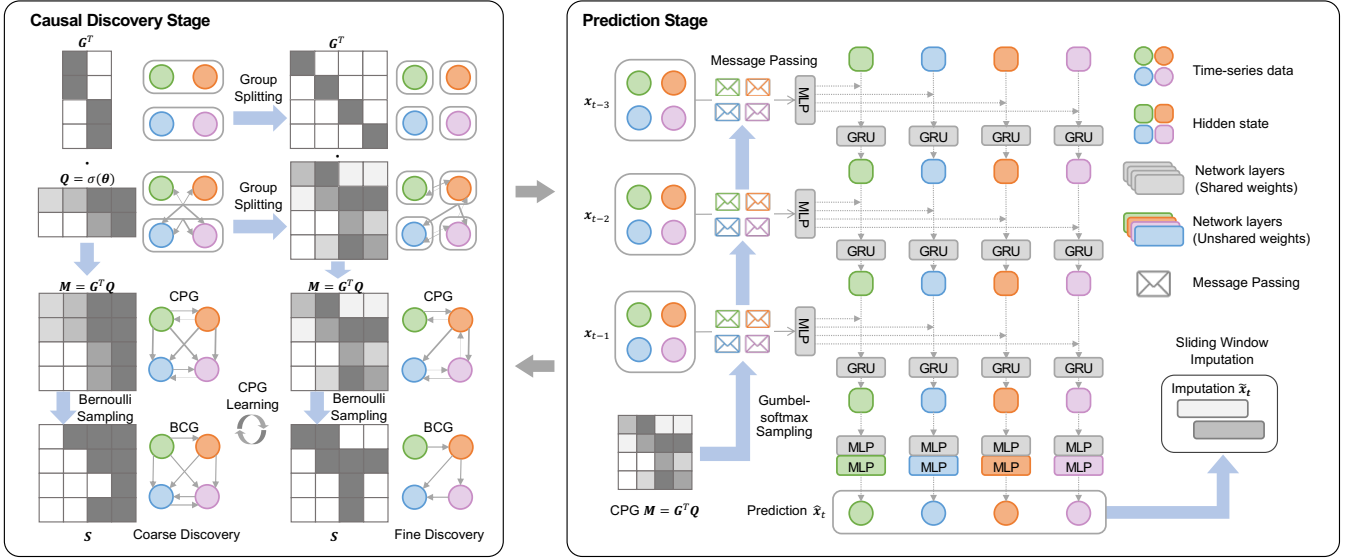 Causal Discovery Stage
G^T
G^T
Group
Splitting
.
.
Q = σ(θ)
Group
Splitting
M = G^T Q
M = G^T Q
CPG
CPG
Bernoulli
Sampling
CPG
Learning
Bernoulli
Sampling
BCG
BCG
S
Coarse Discovery
S
Fine Discovery
Prediction Stage
Message Passing
x_{t-3}
MLP
GRU GRU GRU GRU
x_{t-2}
MLP
GRU GRU GRU GRU
x_{t-1}
MLP
GRU GRU GRU GRU
Gumbel-
softmax
Sampling
MLP MLP MLP MLP
MLP MLP MLP MLP
CPG M = G^T Q
Prediction x̂_t
Time-series data
Hidden state
Network layers
(Shared weights)
Network layers
(Unshared weights)
Message Passing
Sliding Window
Imputation
Imputation x̃_t